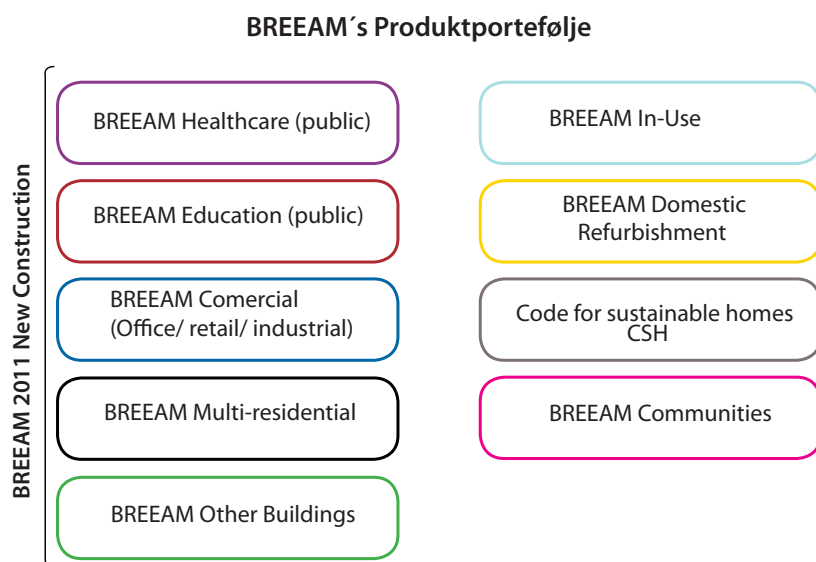 BREEAM´s Produktportefølje
BREEAM 2011 New Construction
BREEAM Healthcare (public)
BREEAM Education (public)
BREEAM Comercial
(Office/ retail/ industrial)
BREEAM Multi-residential
BREEAM Other Buildings
BREEAM In-Use
BREEAM Domestic
Refurbishment
Code for sustainable homes
CSH
BREEAM Communities